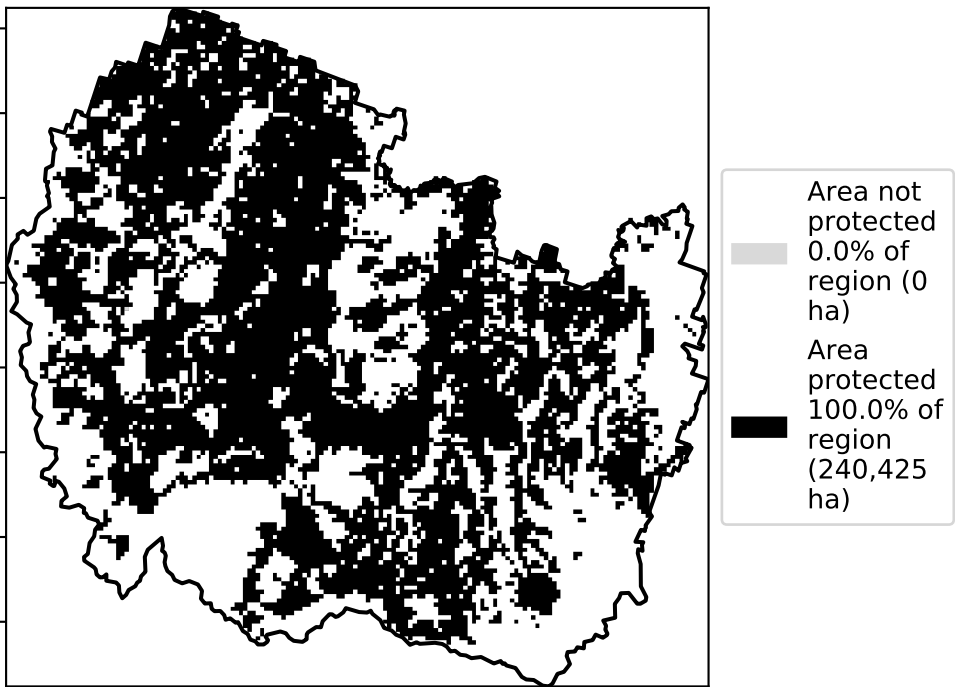 Area not
protected
0.0% of
region (0
ha)
Area
protected
100.0% of
region
(240,425
ha)